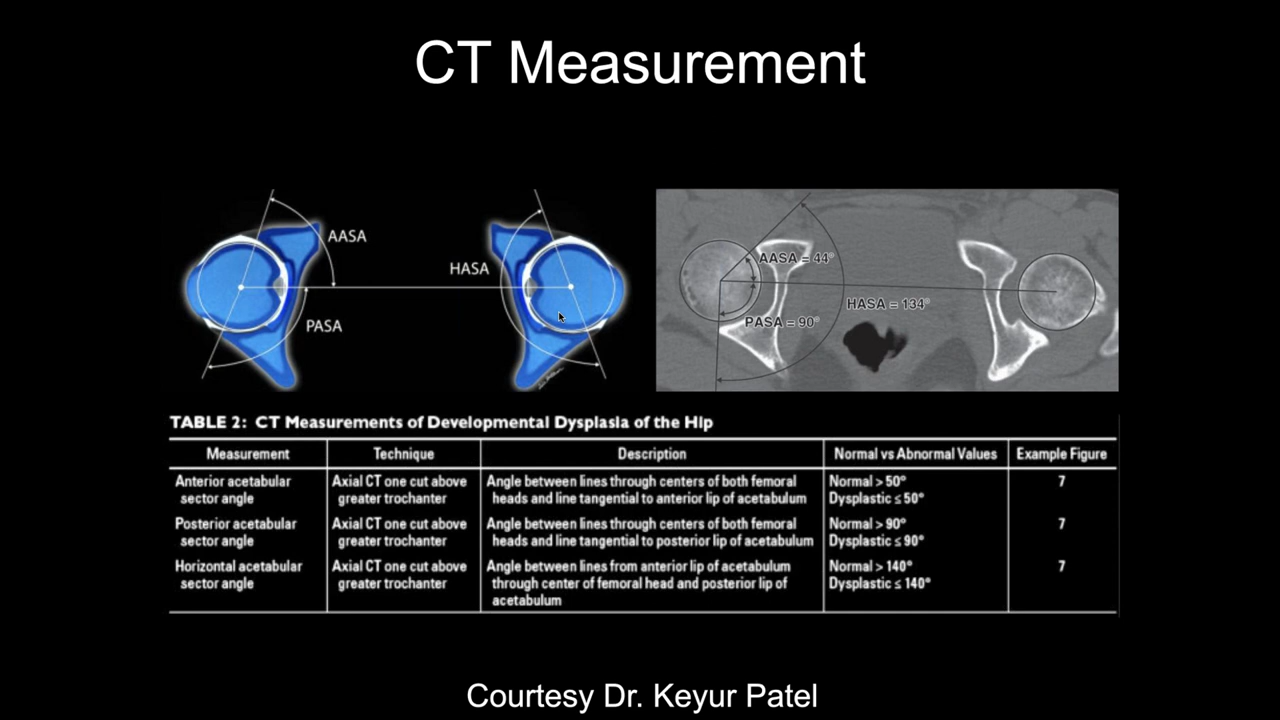 CT Measurement
AASA
HASA
PASA
AASA = 44°
HASA = 134°
PASA = 90°
TABLE 2: CT Measurements of Developmental Dysplasia of the Hip
Measurement Technique Description Normal vs Abnormal Values Example Figure
Anterior acetabular Axial CT one cut above Angle between lines through centers of both femoral Normal > 50° 7
sector angle greater trochanter heads and line tangential to anterior lip of acetabulum Dysplastic ≤ 50°
Posterior acetabular Axial CT one cut above Angle between lines through centers of both femoral Normal > 90° 7
sector angle greater trochanter heads and line tangential to posterior lip of acetabulum Dysplastic ≤ 90°
Horizontal acetabular Axial CT one cut above Angle between lines from anterior lip of acetabulum Normal > 140° 7
sector angle greater trochanter through center of femoral head and posterior lip of Dysplastic ≤ 140°
acetabulum
Courtesy Dr. Keyur Patel